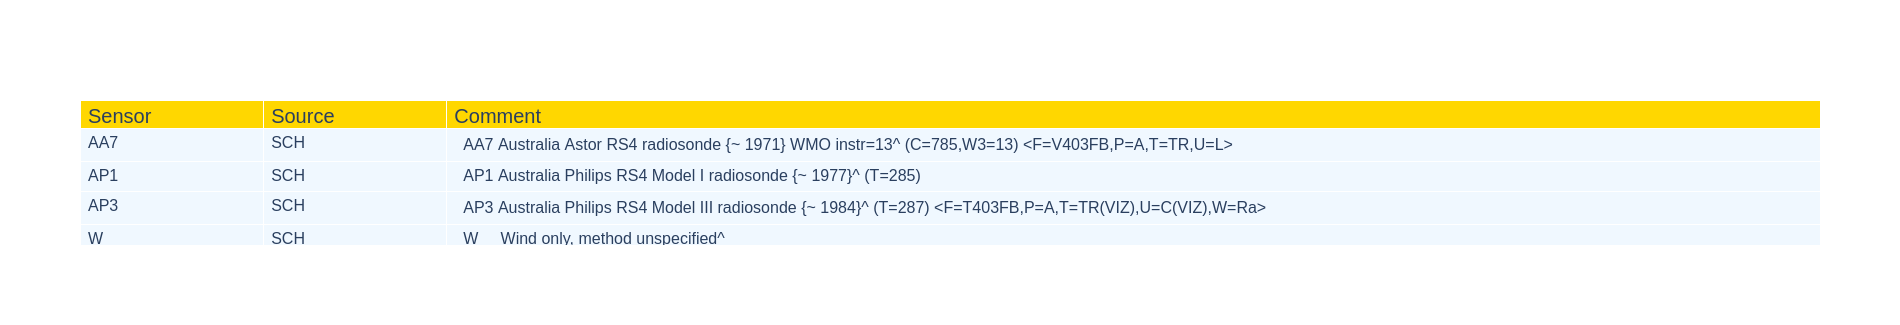 Sensor Source Comment
AA7 SCH AA7 Australia Astor RS4 radiosonde {~ 1971} WMO instr=13^ (C=785,W3=13) <F=V403FB,P=A,T=TR,U=L>
AP1 SCH AP1 Australia Philips RS4 Model I radiosonde {~ 1977}^ (T=285)
AP3 SCH AP3 Australia Philips RS4 Model III radiosonde {~ 1984}^ (T=287) <F=T403FB,P=A,T=TR(VIZ),U=C(VIZ),W=Ra>
W SCH W Wind only, method unspecified^